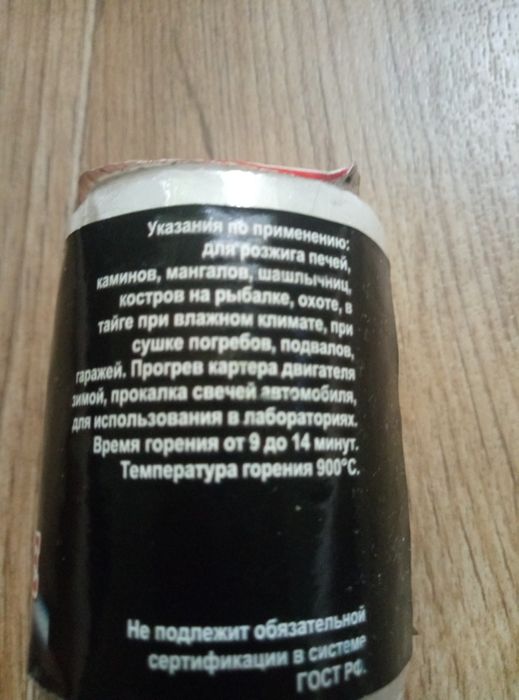 Указания по применению:
для розжига печей,
каминов, мангалов, шашлычниц,
костров на рыбалке, охоте, в
тайге при влажном климате, при
сушке погребов, подвалов,
гаражей. Прогрев картера двигателя
зимой, прокалка свечей автомобиля,
для использования в лабораториях.
Время горения от 9 до 14 минут.
Температура горения 900°С.
Не подлежит обязательной
сертификации в системе
ГОСТ РФ.